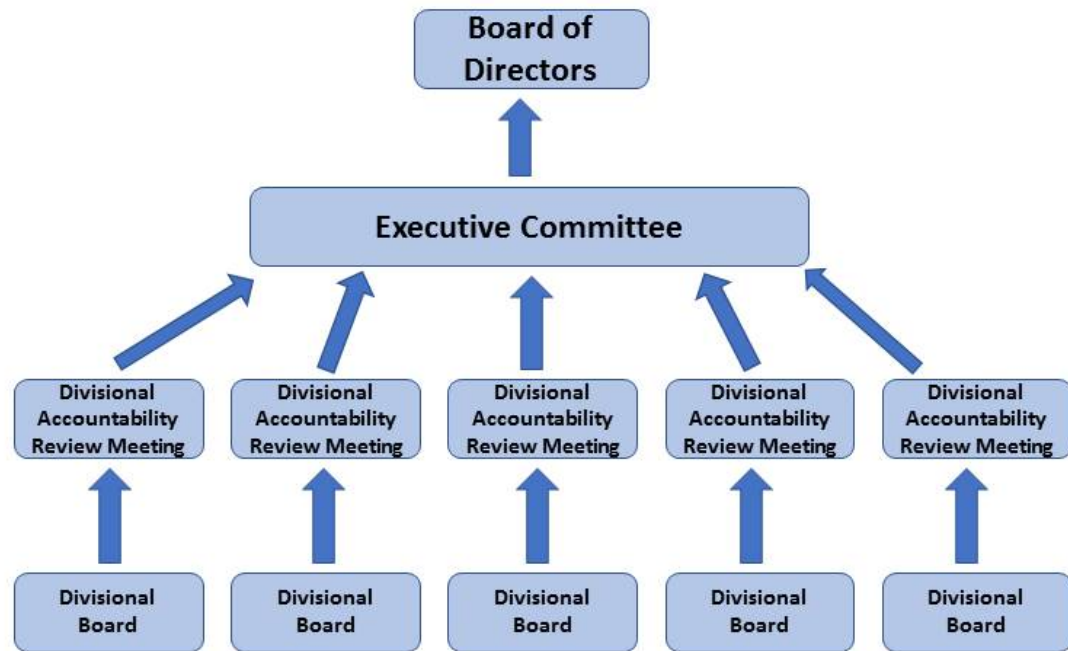 Board of
Directors
Executive Committee
Divisional
Accountability
Review Meeting
Divisional
Accountability
Review Meeting
Divisional
Accountability
Review Meeting
Divisional
Accountability
Review Meeting
Divisional
Accountability
Review Meeting
Divisional
Board
Divisional
Board
Divisional
Board
Divisional
Board
Divisional
Board